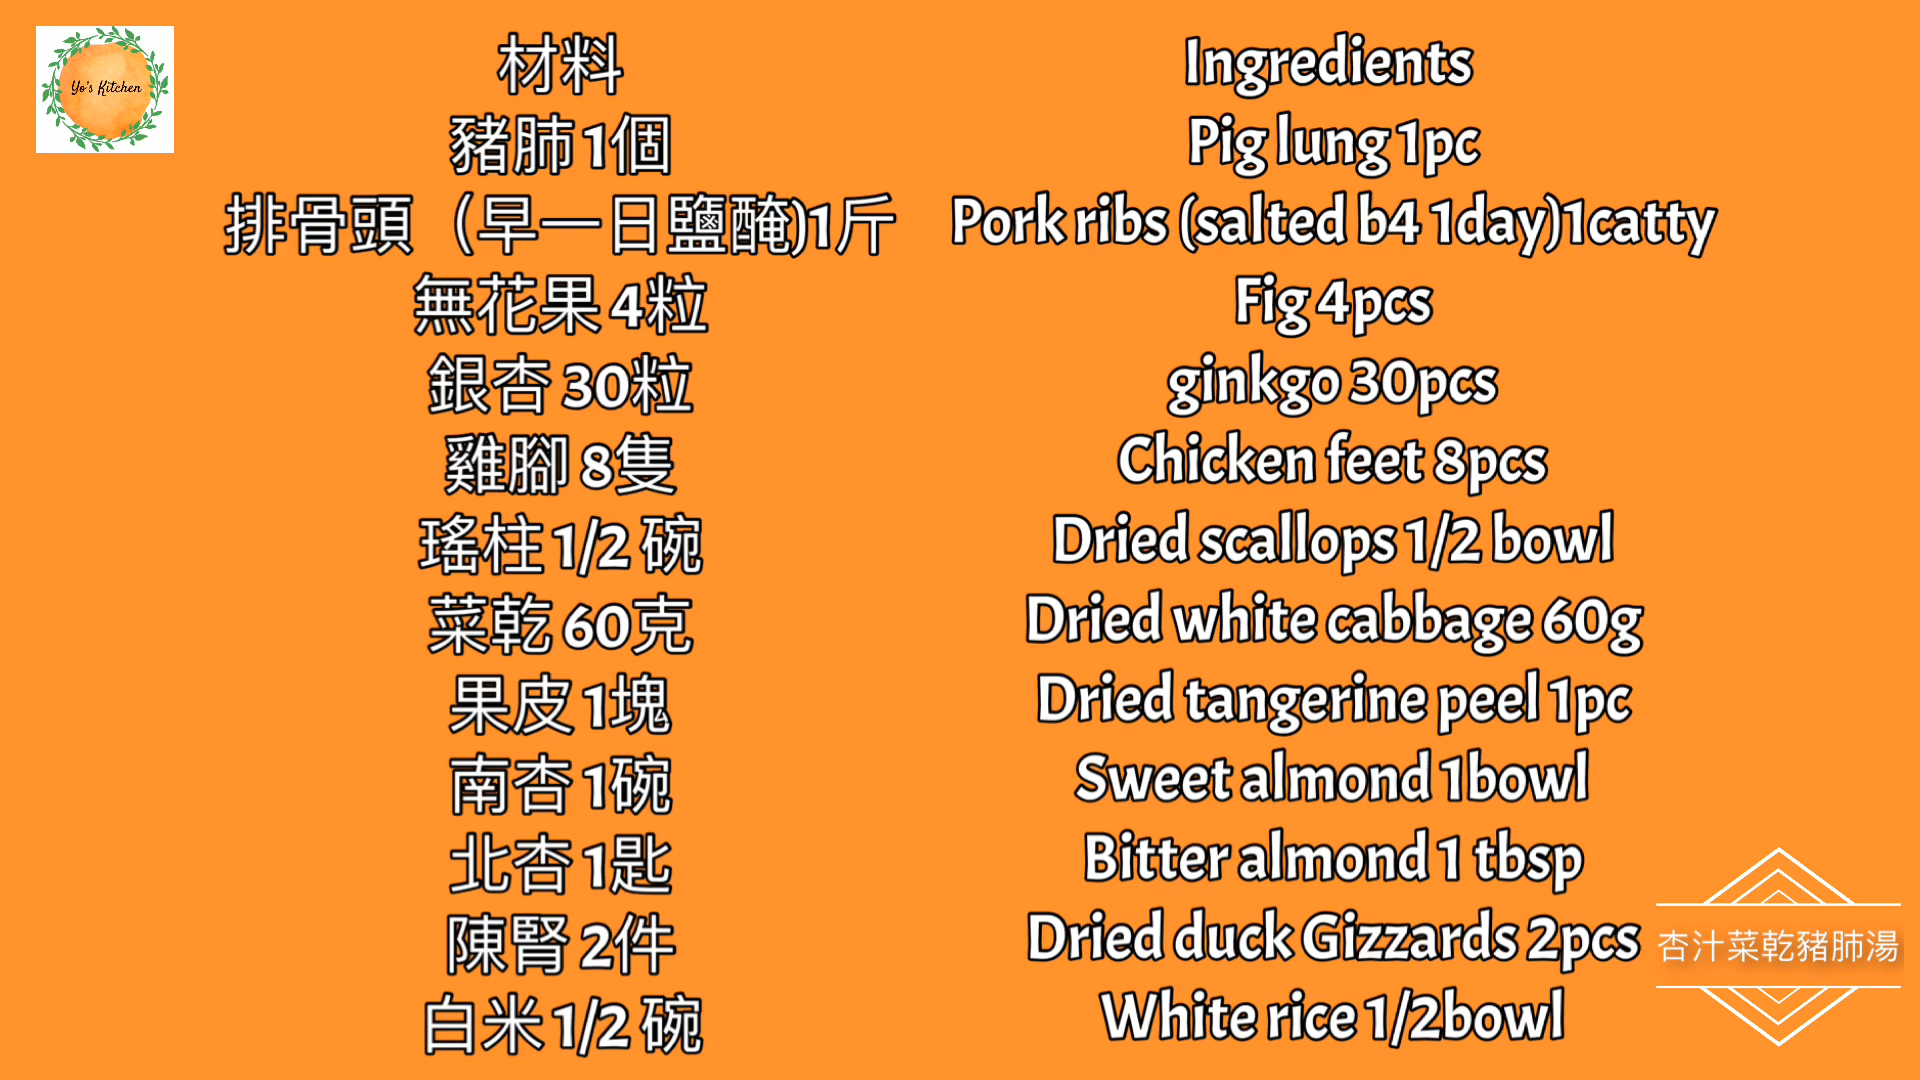 Yo's Kitchen
材料
豬肺 1個
排骨頭（早一日鹽醃)1斤
無花果 4粒
銀杏 30粒
雞腳 8隻
瑤柱 1/2 碗
菜乾 60克
果皮 1塊
南杏 1碗
北杏 1匙
陳腎 2件
白米 1/2 碗
Ingredients
Pig lung 1pc
Pork ribs (salted b4 1day)1catty
Fig 4pcs
ginkgo 30pcs
Chicken feet 8pcs
Dried scallops 1/2 bowl
Dried white cabbage 60g
Dried tangerine peel 1pc
Sweet almond 1bowl
Bitter almond 1 tbsp
Dried duck Gizzards 2pcs
White rice 1/2bowl
杏汁菜乾豬肺湯